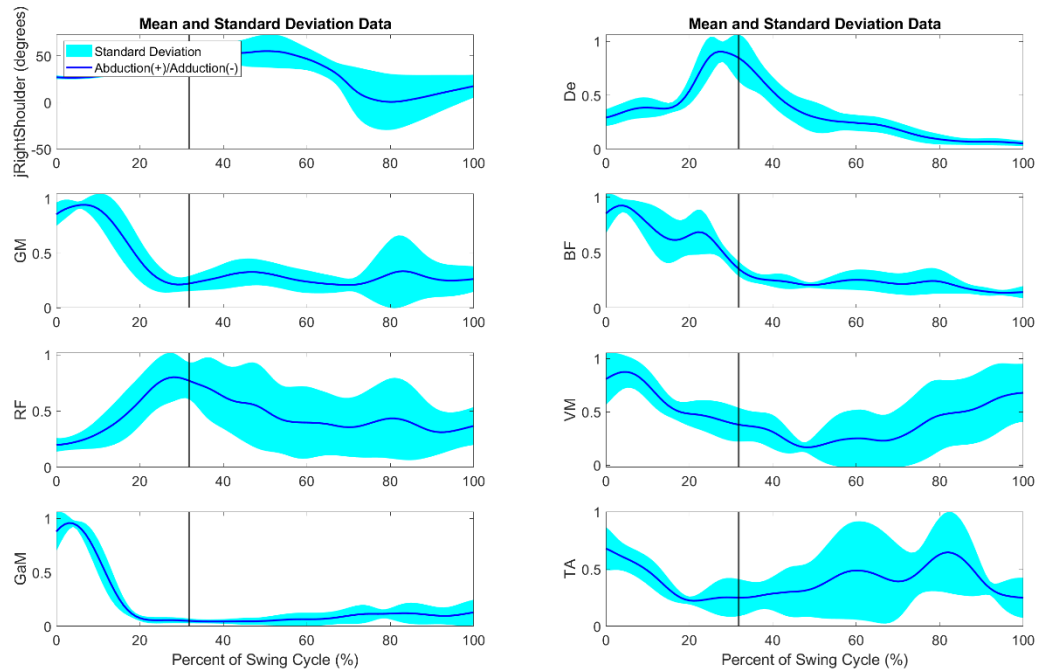 Mean and Standard Deviation Data
jRightShoulder (degrees)
50
0
-50
Standard Deviation
Abduction(+)/Adduction(-)
0 20 40 60 80 100
Mean and Standard Deviation Data
De
1
0.5
0
0 20 40 60 80 100
GM
1
0.5
0
0 20 40 60 80 100
BF
1
0.5
0
0 20 40 60 80 100
RF
1
0.5
0
0 20 40 60 80 100
VM
1
0.5
0
0 20 40 60 80 100
GaM
1
0.5
0
0 20 40 60 80 100
Percent of Swing Cycle (%)
TA
1
0.5
0
0 20 40 60 80 100
Percent of Swing Cycle (%)